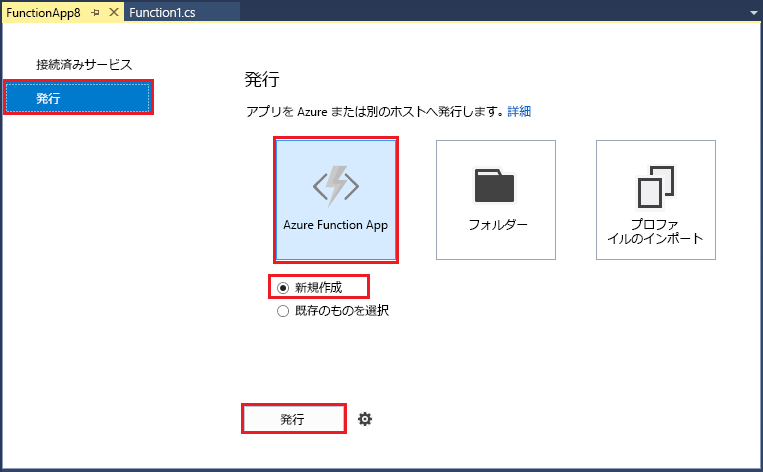 FunctionApp8 Function1.cs
接続済みサービス
発行
発行
アプリを Azure または別のホストへ発行します。 詳細
Azure Function App
フォルダー
プロファ
イルのインポート
新規作成
既存のものを選択
発行